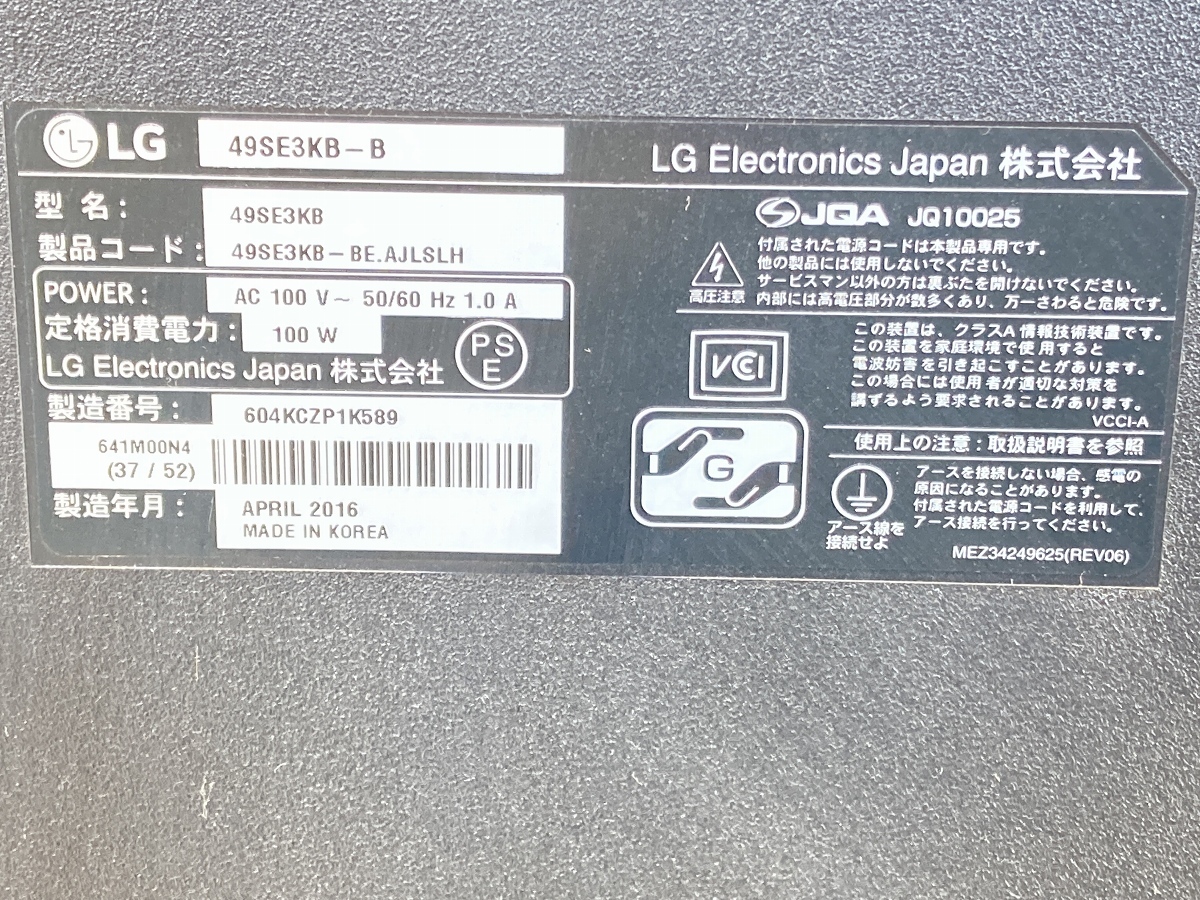 LG 49SE3KB-B LG Electronics Japan 株式会社
型 名: 49SE3KB
製品コード: 49SE3KB-BE.AJLSLH
POWER: AC 100 V~ 50/60 Hz 1.0 A
定格消費電力: 100 W
LG Electronics Japan 株式会社
PS
E
製造番号: 604KCZP1K589
641M00N4
(37 / 52)
製造年月: APRIL 2016
MADE IN KOREA
JQA JQ10025
高圧注意
付属された電源コードは本製品専用です。
他の製品には使用しないでください。
サービスマン以外の方は裏ぶたを開けないでください。
内部には高電圧部分が数多くあり、万一さわると危険です。
VCCI
この装置は、クラスA 情報技術装置です。
この装置を家庭環境で使用すると
電波妨害を引き起こすことがあります。
この場合には使用者が適切な対策を
講ずるよう要求されることがあります。
VCCI-A
G
使用上の注意:取扱説明書を参照
アース線を
接続せよ
アースを接続しない場合、感電の
原因になることがあります。
付属された電源コードを利用して、
アース接続を行ってください。
MEZ34249625(REV06)